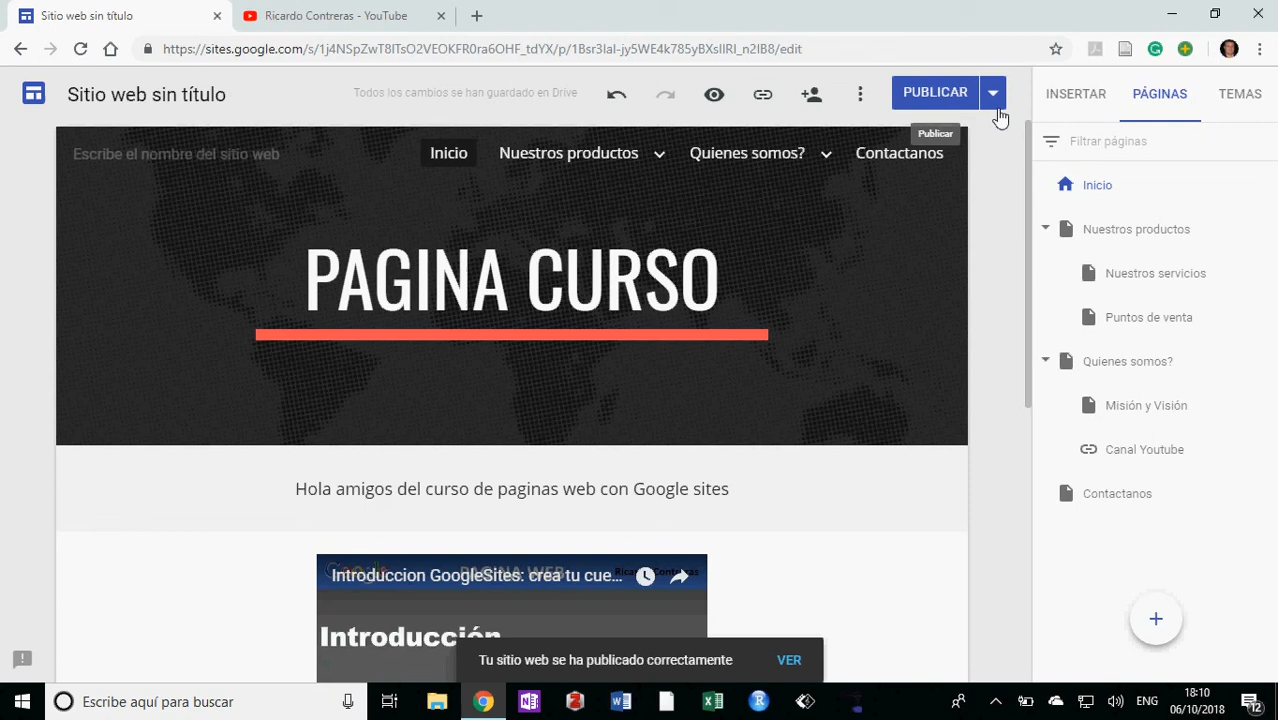 Sitio web sin título
Ricardo Contreras - YouTube
https://sites.google.com/s/1j4NSpZwT8lTsO2VEOKFR0ra6OHF_tdYX/p/1Bsr3IaI-jy5WE4k785yBXsIlRI_n2IB8/edit
Sitio web sin título
Todos los cambios se han guardado en Drive
PUBLICAR
Publicar
INSERTAR
PÁGINAS
TEMAS
Filtrar páginas
Escribe el nombre del sitio web
Inicio
Nuestros productos
Quienes somos?
Contactanos
PAGINA CURSO
Hola amigos del curso de paginas web con Google sites
Introduccion GoogleSites: crea tu cue...
Introducción
Tu sitio web se ha publicado correctamente
VER
Inicio
Nuestros productos
Nuestros servicios
Puntos de venta
Quienes somos?
Misión y Visión
Canal Youtube
Contactanos
Escribe aquí para buscar
ENG
18:10
06/10/2018
12